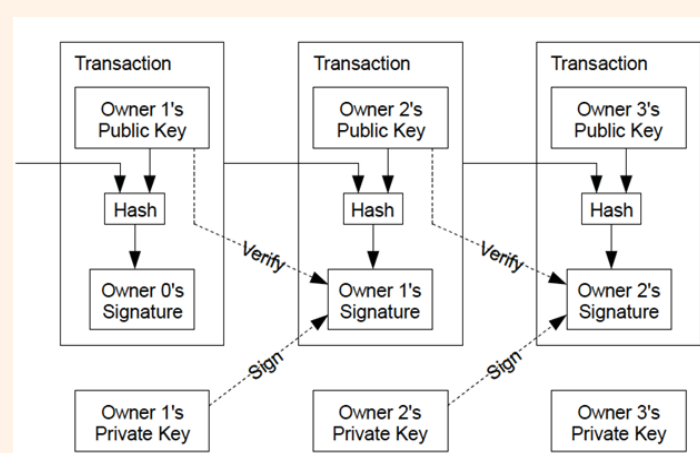 Transaction
Owner 1's
Public Key
Hash
Owner 0's
Signature
Transaction
Owner 2's
Public Key
Hash
Verify
Owner 1's
Signature
Transaction
Owner 3's
Public Key
Hash
Verify
Owner 2's
Signature
Sign
Sign
Owner 1's
Private Key
Owner 2's
Private Key
Owner 3's
Private Key